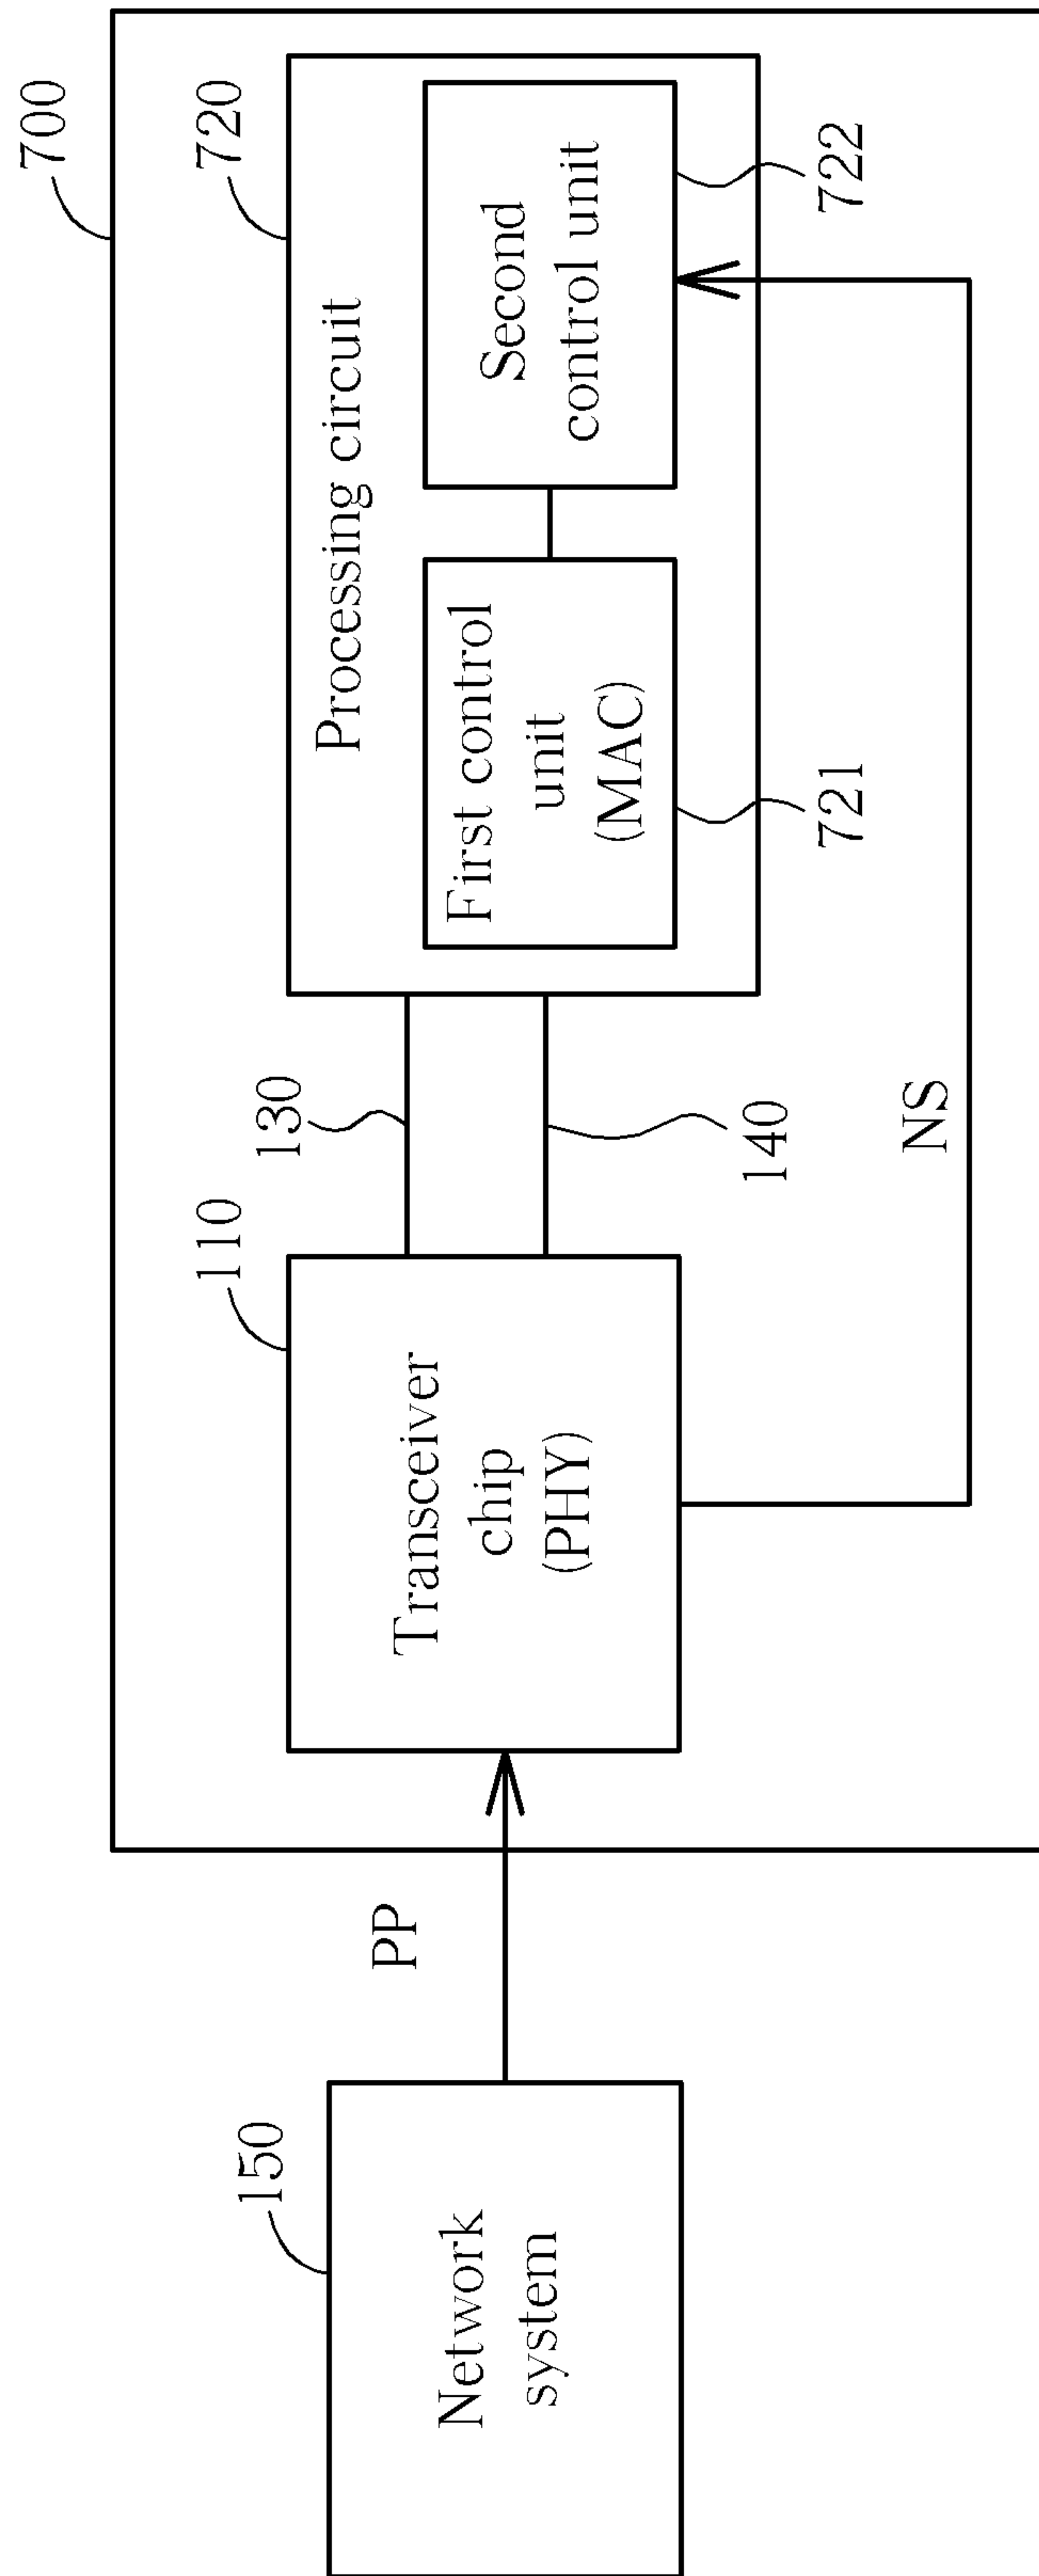 700
720
Processing circuit
First control
unit
(MAC)
Second
control unit
721
722
130
140
110
Transceiver
chip
(PHY)
NS
PP
150
Network
system